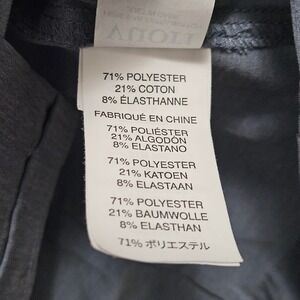 71% POLYESTER
21% COTON
8% ÉLASTHANNE
FABRIQUÉ EN CHINE
71% POLIÉSTER
21% ALGODÓN
8% ELASTANO
71% POLYESTER
21% KATOEN
8% ELASTAAN
71% POLYESTER
21% BAUMWOLLE
8% ELASTHAN
71% ポリエステル